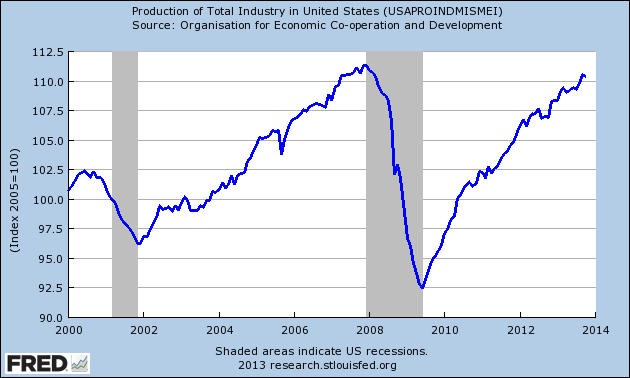 Production of Total Industry in United States (USAPROINDMISMEI)
Source: Organisation for Economic Co-operation and Development
(Index 2005=100)
112.5
110.0
107.5
105.0
102.5
100.0
97.5
95.0
92.5
90.0
2000 2002 2004 2006 2008 2010 2012 2014
Shaded areas indicate US recessions.
2013 research.stlouisfed.org
FRED